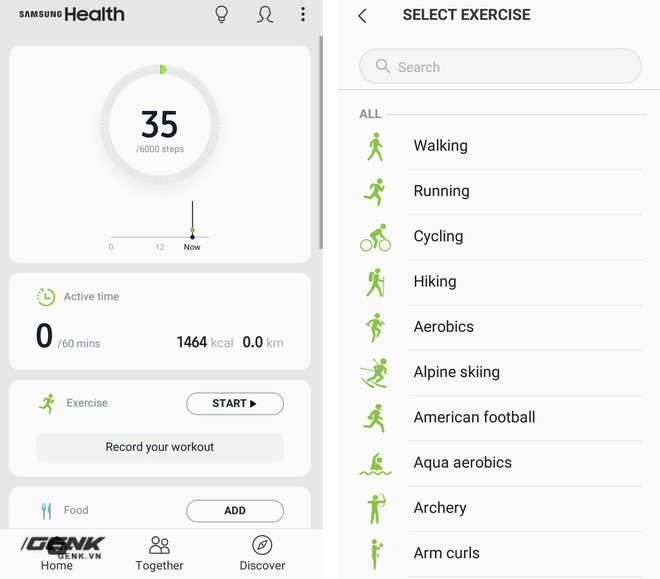 SAMSUNG Health
35
/6000 steps
0 12 Now
Active time
0 /60 mins 1464 kcal 0.0 km
Exercise START
Record your workout
Food ADD
GENK
GENK.VN
Home Together Discover
SELECT EXERCISE
Search
ALL
Walking
Running
Cycling
Hiking
Aerobics
Alpine skiing
American football
Aqua aerobics
Archery
Arm curls